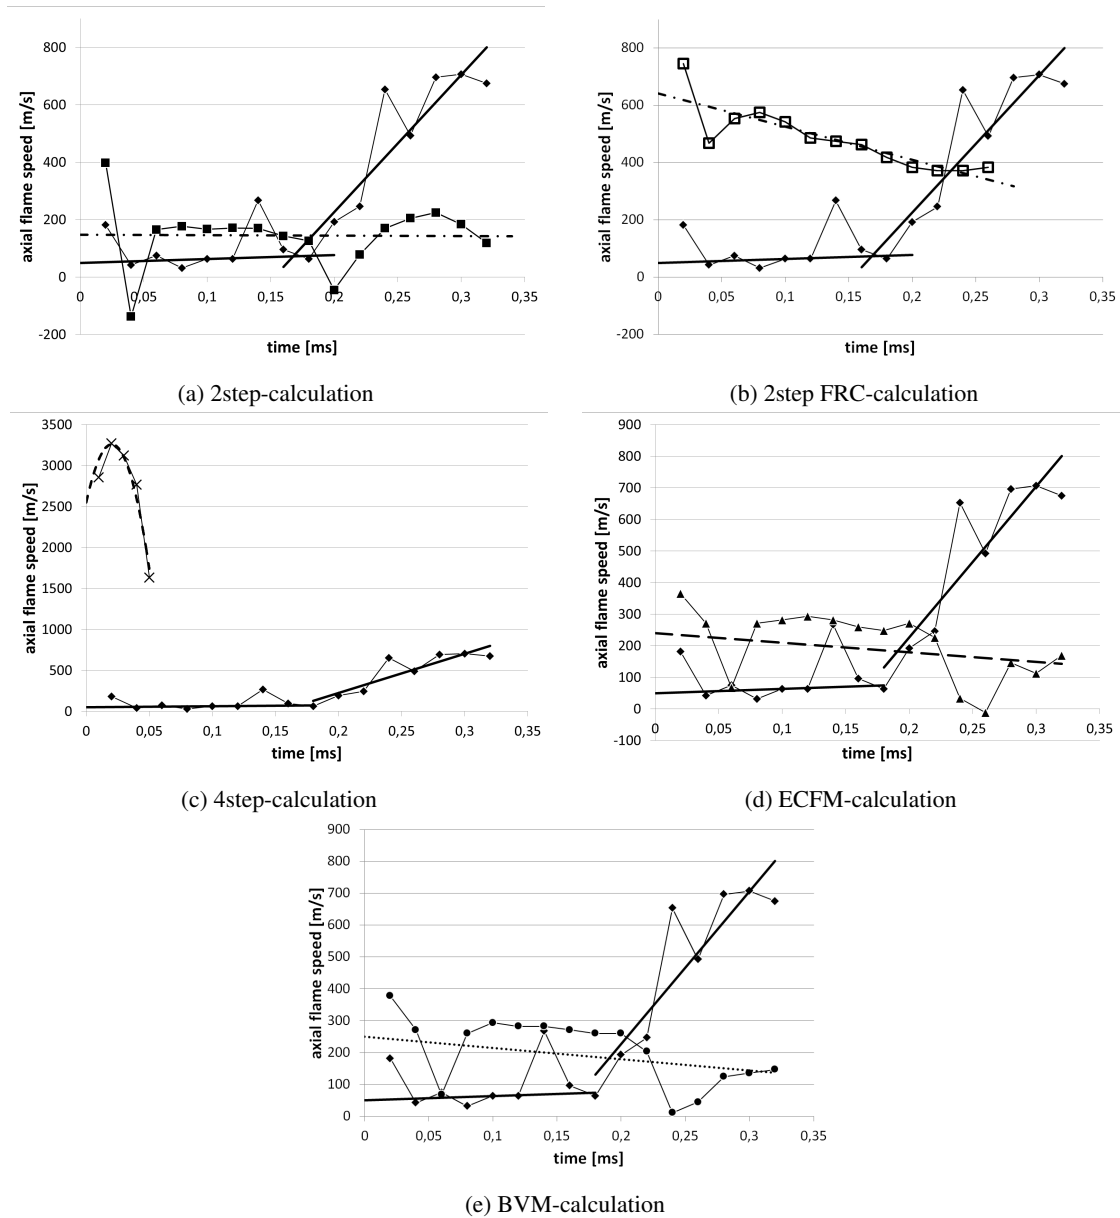 800
600
400
200
0
-200
axial flame speed [m/s]
0 0,05 0,1 0,15 0,2 0,25 0,3 0,35
time [ms]
(a) 2step-calculation
800
600
400
200
0
-200
axial flame speed [m/s]
0 0,05 0,1 0,15 0,2 0,25 0,3 0,35
time [ms]
(b) 2step FRC-calculation
3500
3000
2500
2000
1500
1000
500
0
axial flame speed [m/s]
0 0,05 0,1 0,15 0,2 0,25 0,3 0,35
time [ms]
(c) 4step-calculation
900
800
700
600
500
400
300
200
100
0
-100
axial flame speed [m/s]
0 0,05 0,1 0,15 0,2 0,25 0,3 0,35
time [ms]
(d) ECFM-calculation
900
800
700
600
500
400
300
200
100
0
axial flame speed [m/s]
0 0,05 0,1 0,15 0,2 0,25 0,3 0,35
time [ms]
(e) BVM-calculation